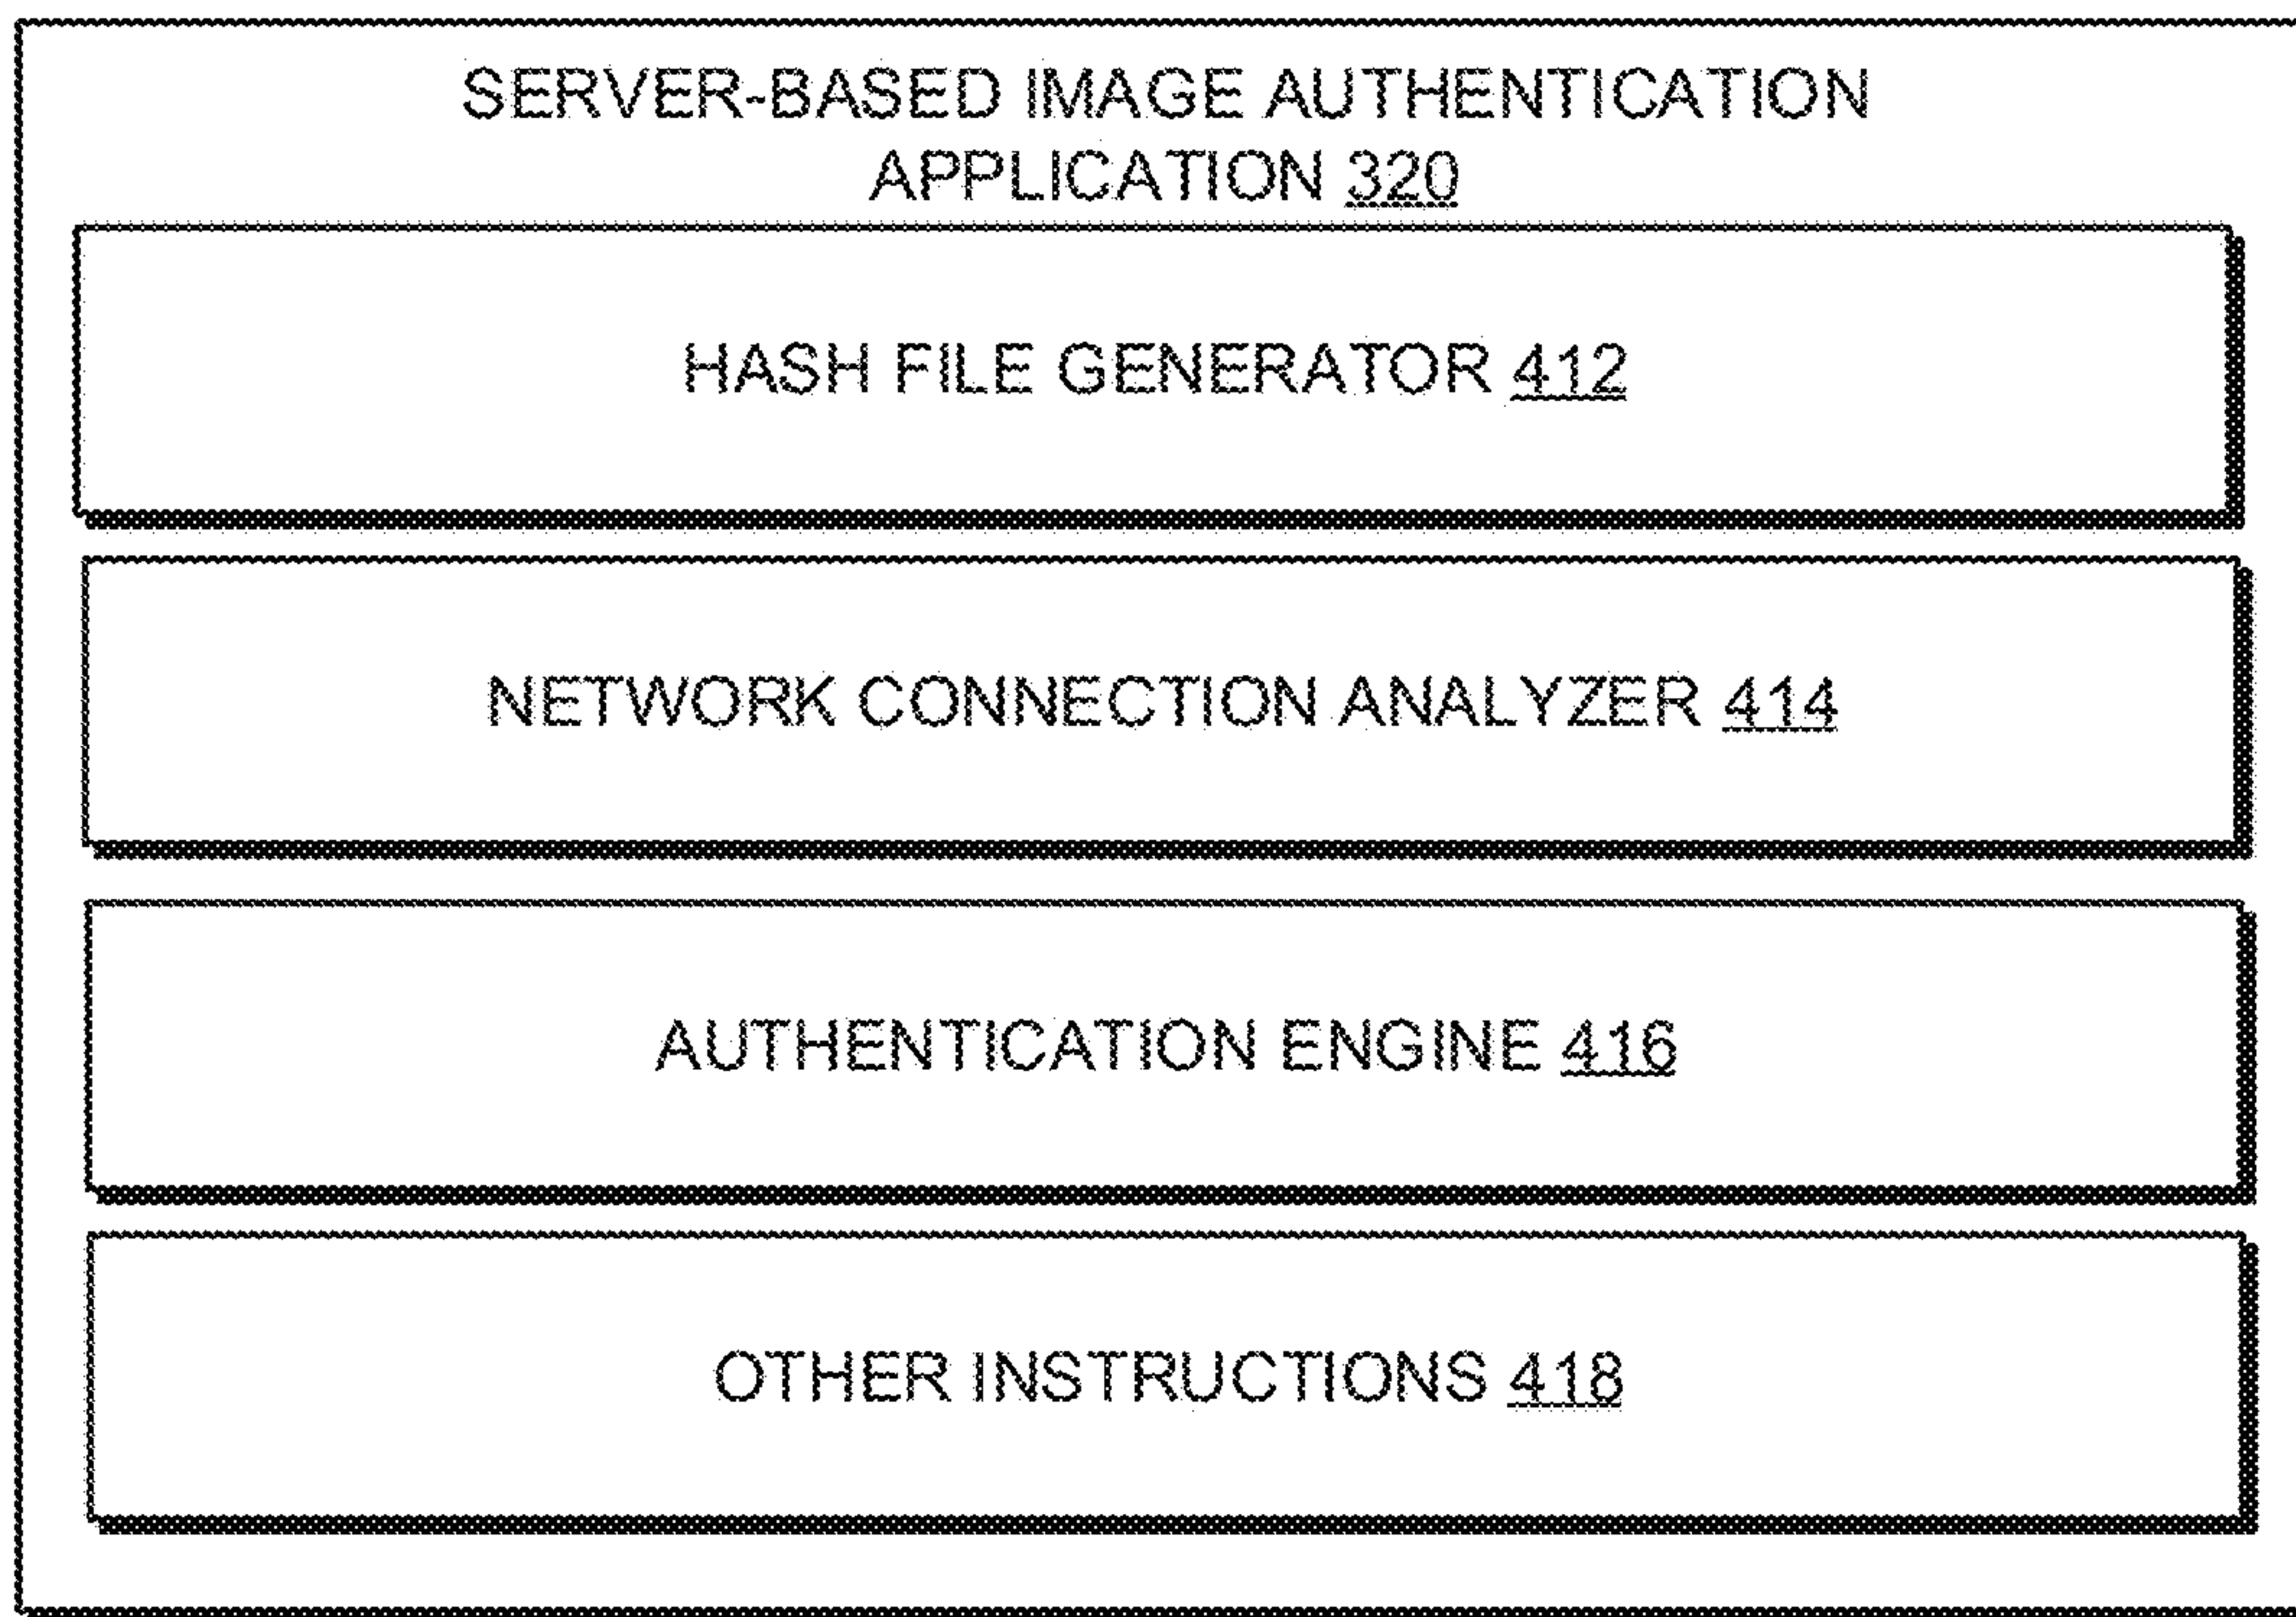 SERVER-BASED IMAGE AUTHENTICATION
APPLICATION 320
HASH FILE GENERATOR 412
NETWORK CONNECTION ANALYZER 414
AUTHENTICATION ENGINE 416
OTHER INSTRUCTIONS 418